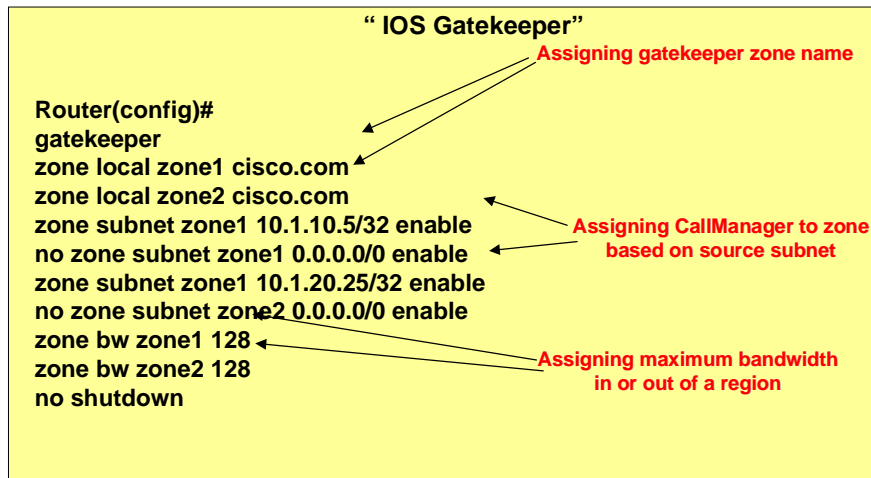 “ IOS Gatekeeper”
Assigning gatekeeper zone name
Router(config)#
gatekeeper
zone local zone1 cisco.com
zone local zone2 cisco.com
zone subnet zone1 10.1.10.5/32 enable
no zone subnet zone1 0.0.0.0/0 enable
zone subnet zone1 10.1.20.25/32 enable
no zone subnet zone2 0.0.0.0/0 enable
zone bw zone1 128
zone bw zone2 128
no shutdown
Assigning CallManager to zone
based on source subnet
Assigning maximum bandwidth
in or out of a region